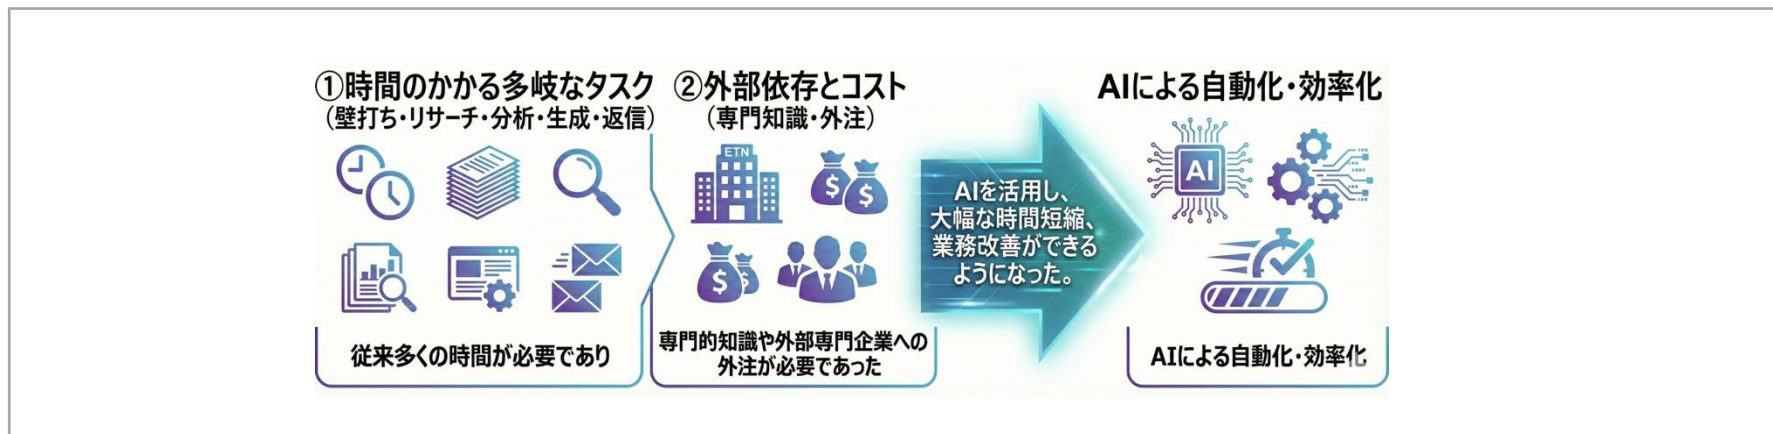 ①時間のかかる多岐なタスク
（壁打ち・リサーチ・分析・生成・返信）
従来多くの時間が必要であり
②外部依存とコスト
（専門知識・外注）
ETN
$
$
$
専門的知識や外部専門企業への
外注が必要であった
AIを活用し、
大幅な時間短縮、
業務改善ができる
ようになった。
AIによる自動化・効率化
AI
AIによる自動化・効率化